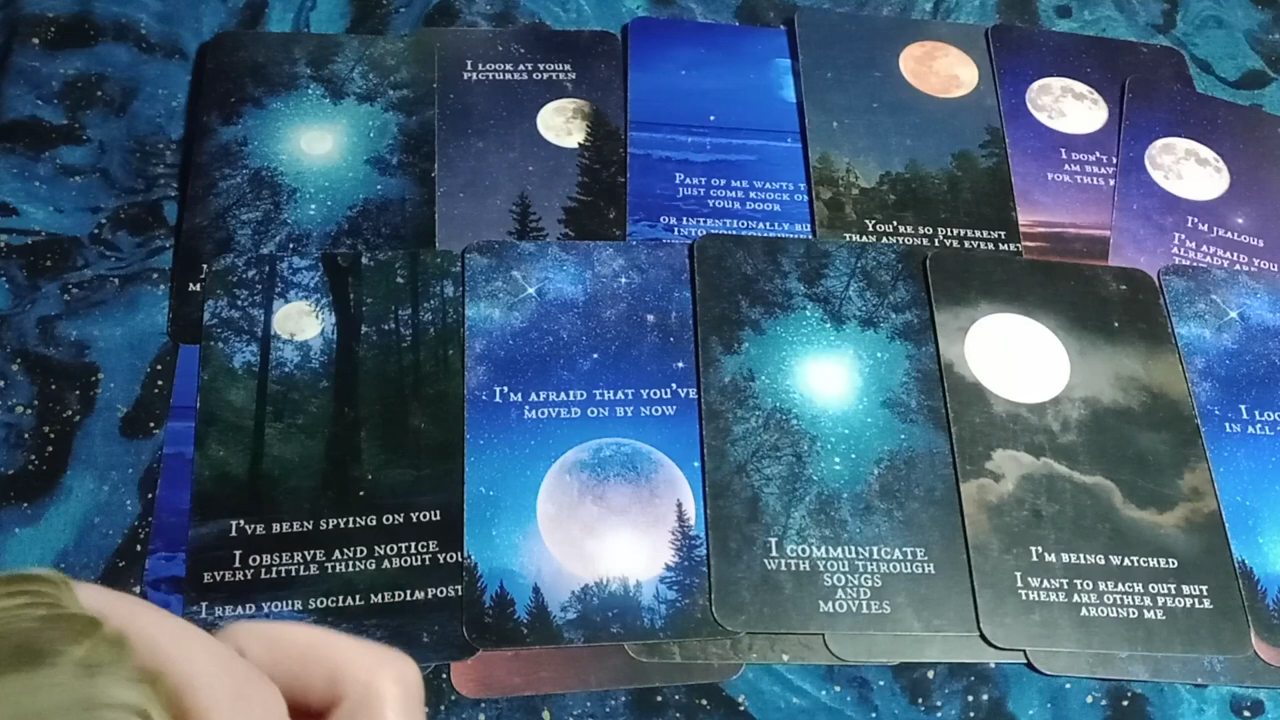 I LOOK AT YOUR
PICTURES OFTEN
PART OF ME WANTS
JUST COME KNOCK
YOUR DOOR
OR INTENTIONALLY
INTO YOU
YOU'RE SO DIFFERENT
THAN ANYONE I'VE EVER MET
I DON'T
AM
FOR THIS
I'M JEALOUS
I'M AFRAID YOU
ALREADY ARE
I'VE BEEN SPYING ON YOU
I OBSERVE AND NOTICE
EVERY LITTLE THING ABOUT YOU
I READ YOUR SOCIAL MEDIA POST
I'M AFRAID THAT YOU'VE
MOVED ON BY NOW
I COMMUNICATE
WITH YOU THROUGH
SONGS
AND
MOVIES
I'M BEING WATCHED
I WANT TO REACH OUT BUT
THERE ARE OTHER PEOPLE
AROUND ME
I
IN ALL